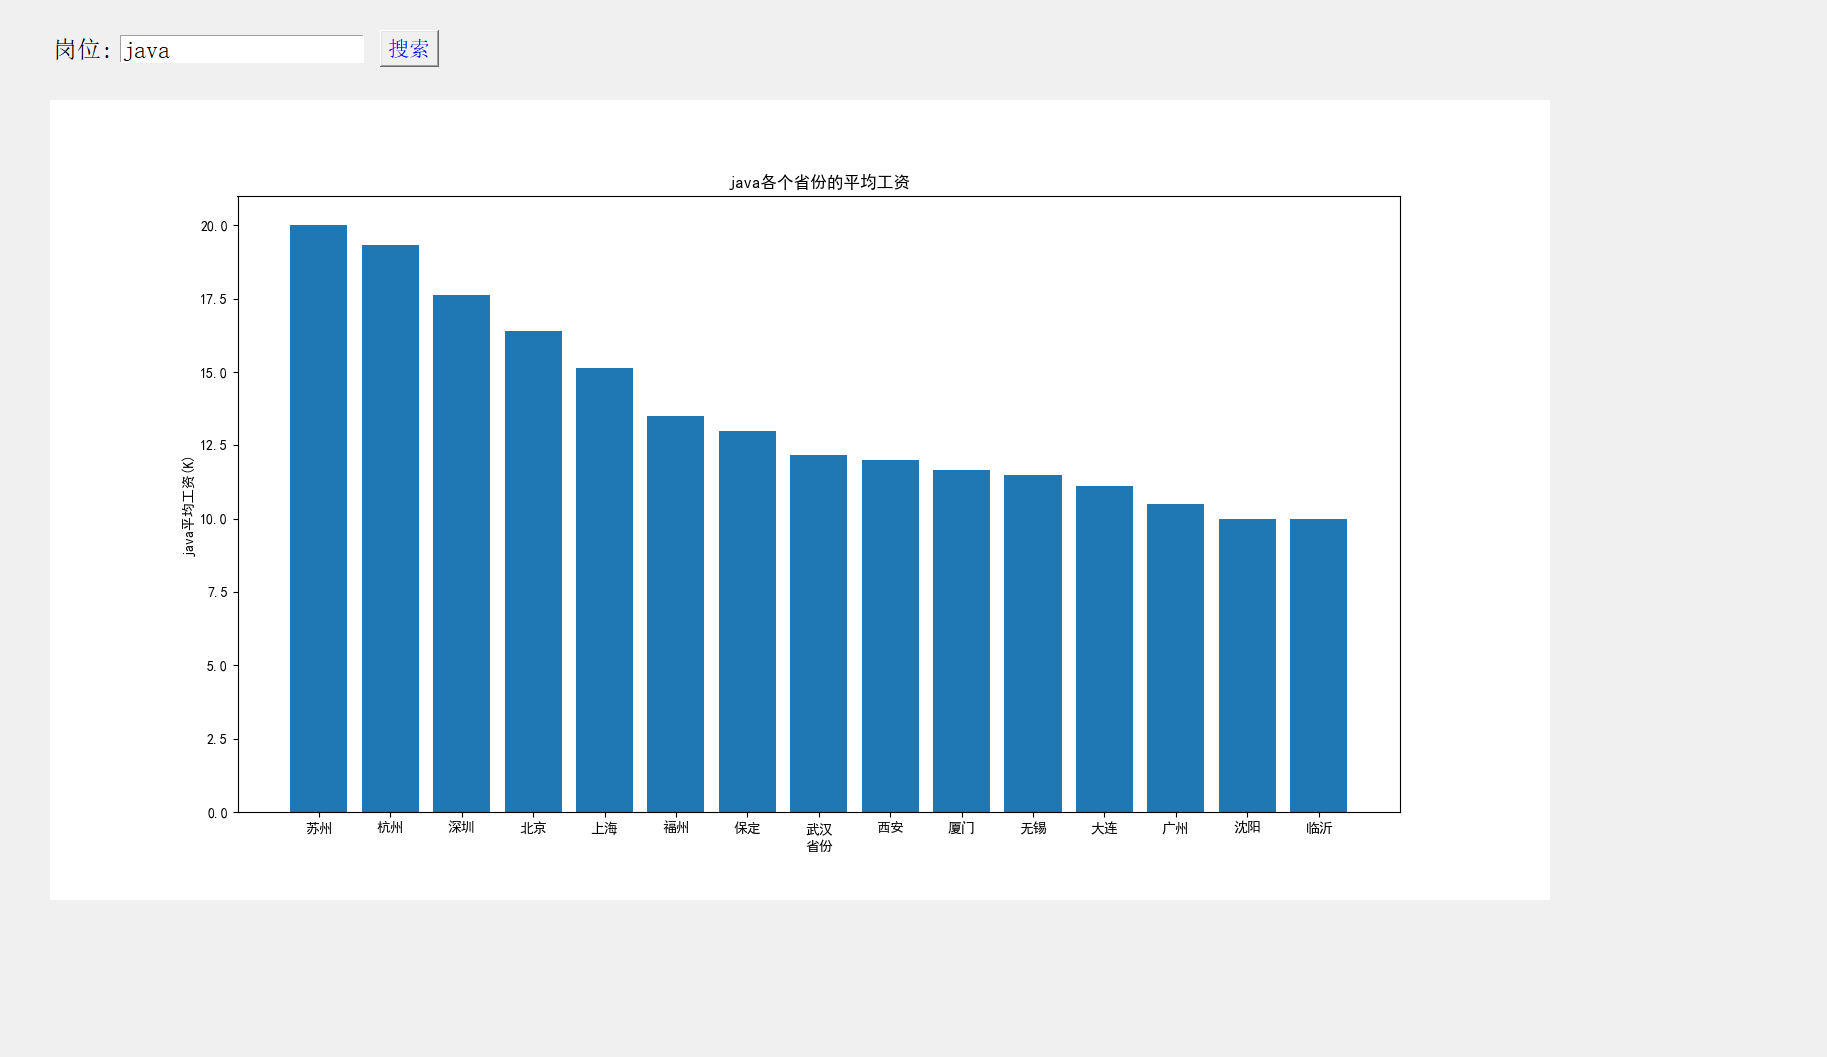 岗位: java 搜索
java各个省份的平均工资
java平均工资(K)
20.0
17.5
15.0
12.5
10.0
7.5
5.0
2.5
0.0
苏州 杭州 深圳 北京 上海 福州 保定 武汉 西安 厦门 无锡 大连 广州 沈阳 临沂
省份